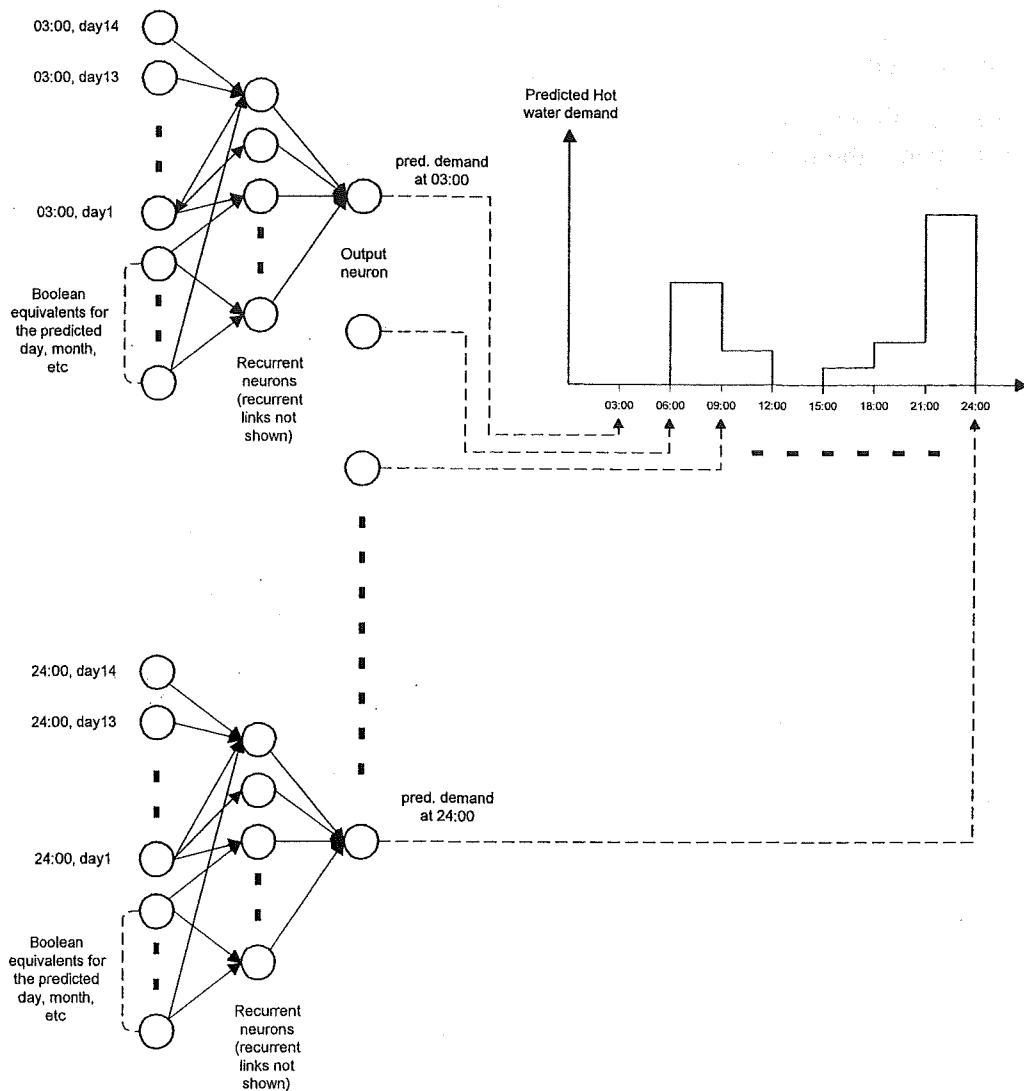 03:00, day14
03:00, day13
03:00, day1
Boolean
equivalents for
the predicted
day, month,
etc
Recurrent
neurons
(recurrent
links not
shown)
Output
neuron
pred. demand
at 03:00
Predicted Hot
water demand
03:00 06:00 09:00 12:00 15:00 18:00 21:00 24:00
24:00, day14
24:00, day13
24:00, day1
Boolean
equivalents for
the predicted
day, month,
etc
Recurrent
neurons
(recurrent
links not
shown)
pred. demand
at 24:00